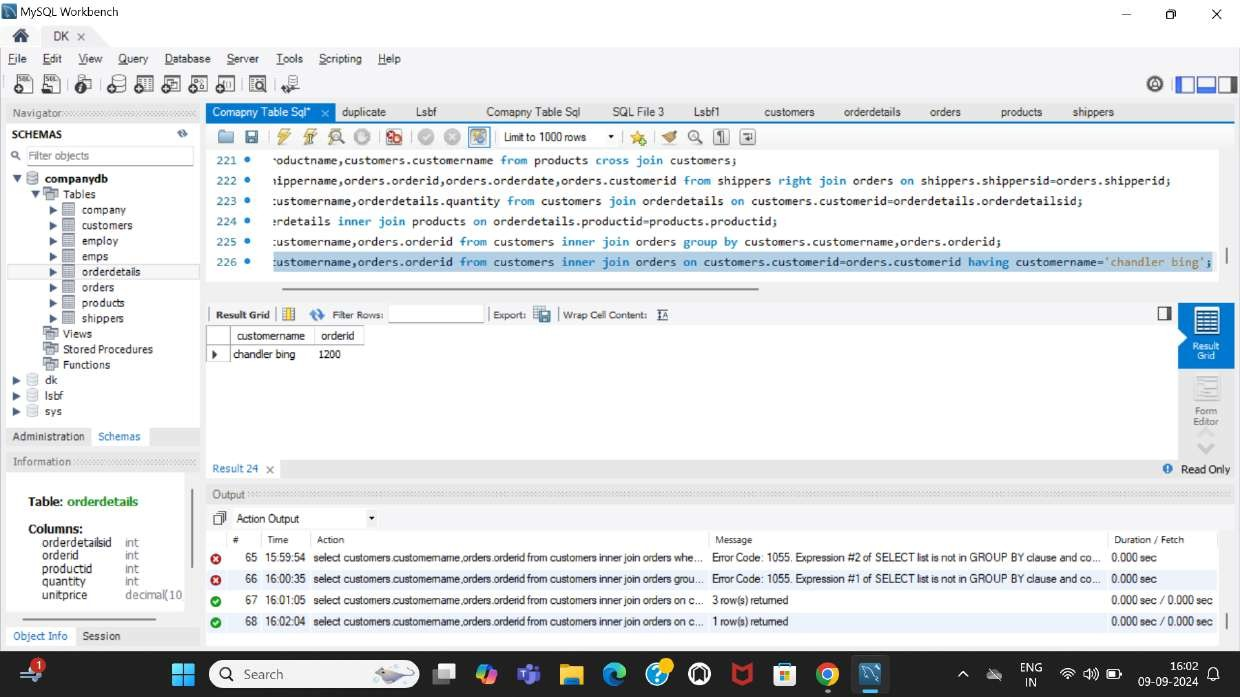 MySQL Workbench
DK
File Edit View Query Database Server Tools Scripting Help
Navigator
SCHEMAS
Filter objects
companydb
Tables
company
customers
employ
emps
orderdetails
orders
products
shippers
Views
Stored Procedures
Functions
dk
lsbf
sys
Administration Schemas
Information
Table: orderdetails
Columns:
orderdetailsid int
orderid int
productid int
quantity int
unitprice decimal(10
Object Info Session
Comapny Table Sql* duplicate Lsbf Comapny Table Sql SQL File 3 Lsbf1 customers orderdetails orders products shippers
Limit to 1000 rows
221 roductname,customers.customername from products cross join customers;
222 hippername,orders.orderid,orders.orderdate,orders.customerid from shippers right join orders on shippers.shippersid=orders.shipperid;
223 customername,orderdetails.quantity from customers join orderdetails on customers.customerid=orderdetails.orderdetailsid;
224 erdetails inner join products on orderdetails.productid=products.productid;
225 customername,orders.orderid from customers inner join orders group by customers.customername,orders.orderid;
226 customername,orders.orderid from customers inner join orders on customers.customerid=orders.customerid having customername='chandler bing';
Result Grid Filter Rows: Export: Wrap Cell Content:
customername orderid
chandler bing 1200
Result Grid
Form Editor
Result 24
Read Only
Output
Action Output
# Time Action Message Duration / Fetch
65 15:59:54 select customers.customername,orders.orderid from customers inner join orders whe... Error Code: 1055. Expression #2 of SELECT list is not in GROUP BY clause and co... 0.000 sec
66 16:00:35 select customers.customername,orders.orderid from customers inner join orders grou... Error Code: 1055. Expression #1 of SELECT list is not in GROUP BY clause and co... 0.000 sec
67 16:01:05 select customers.customername,orders.orderid from customers inner join orders on c... 3 row(s) returned 0.000 sec / 0.000 sec
68 16:02:04 select customers.customername,orders.orderid from customers inner join orders on c... 1 row(s) returned 0.000 sec / 0.000 sec
1
Search
ENG
IN
16:02
09-09-2024